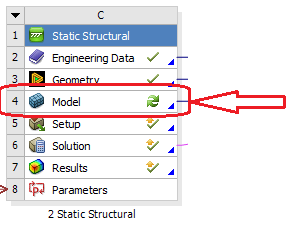 C
1 Static Structural
2 Engineering Data
3 Geometry
4 Model
5 Setup
6 Solution
7 Results
8 Parameters
2 Static Structural